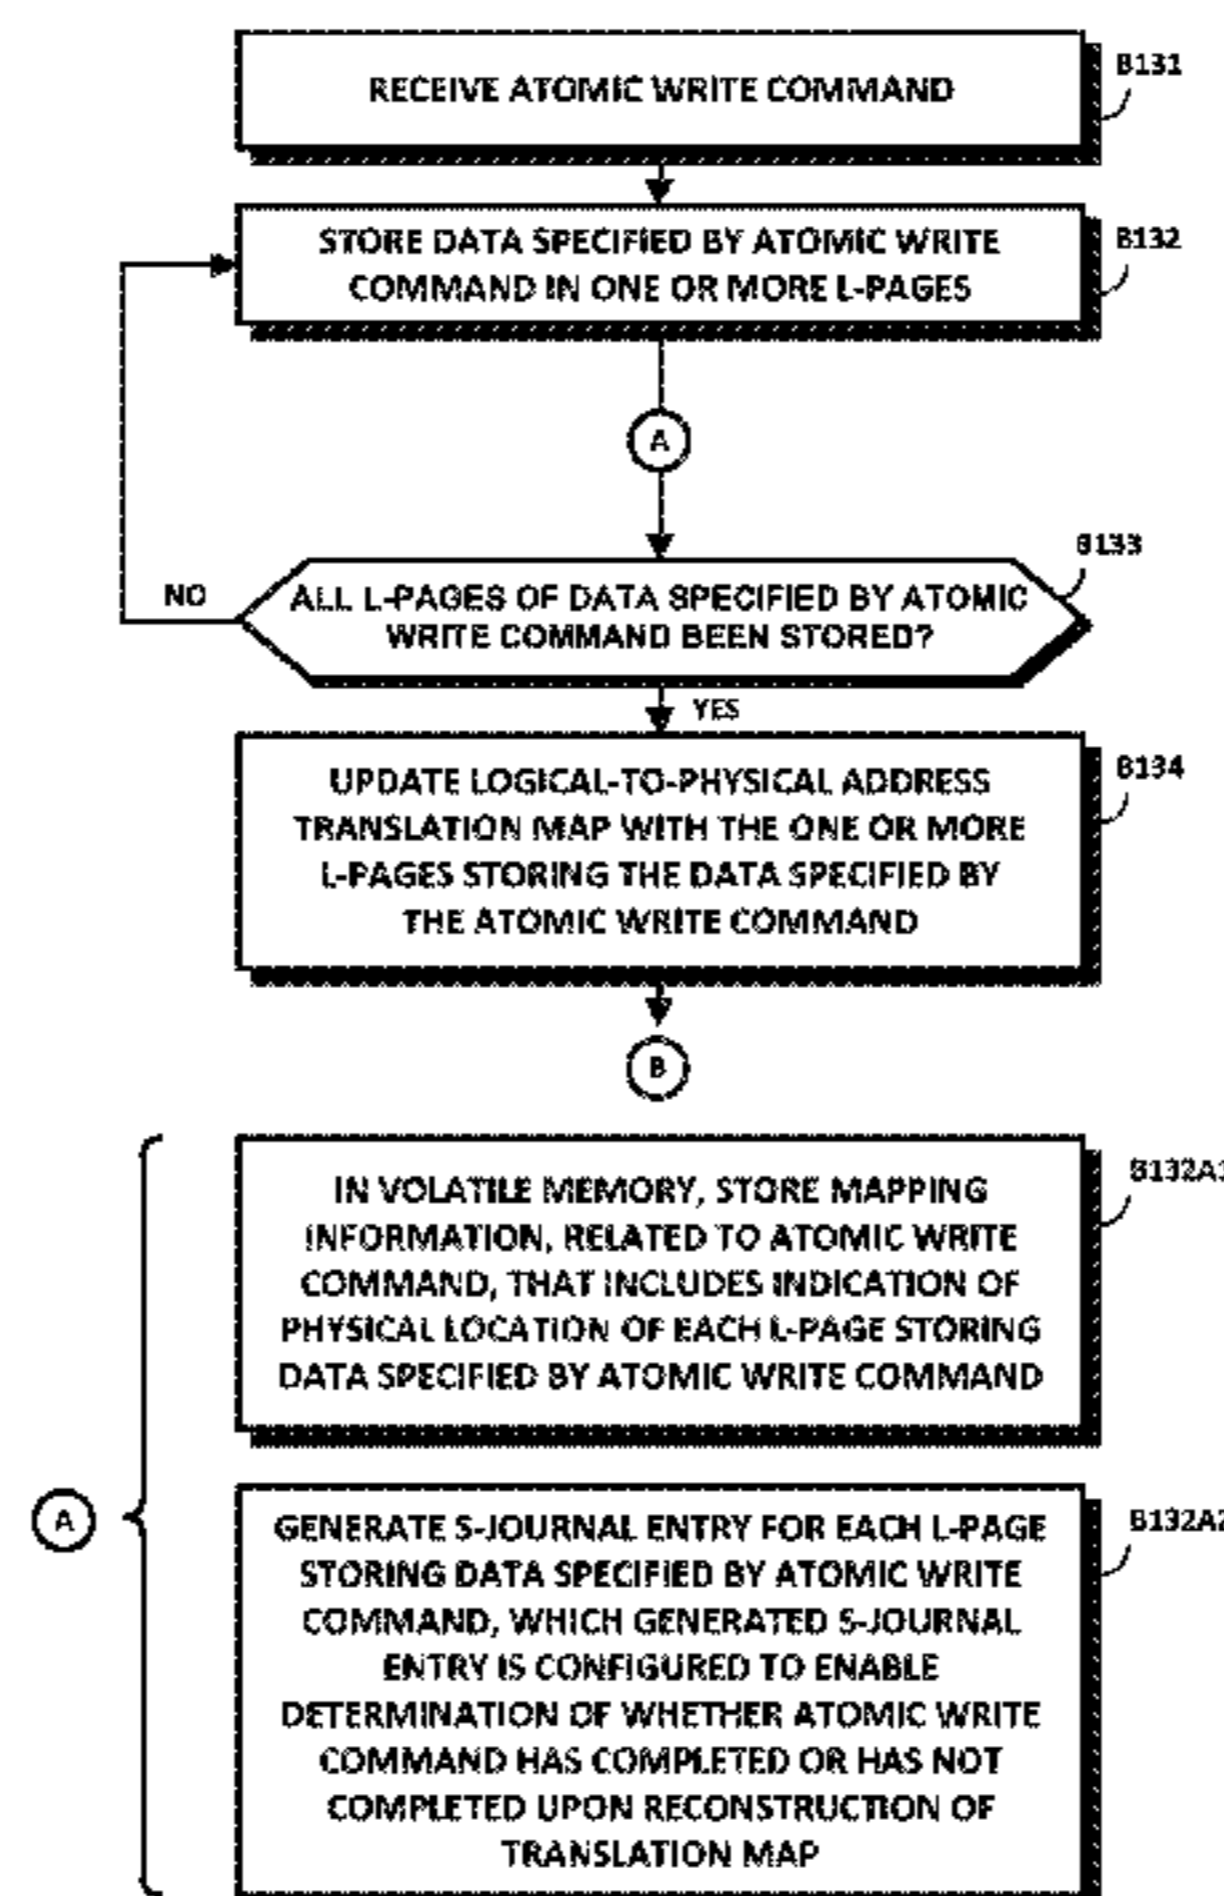 RECEIVE ATOMIC WRITE COMMAND
B131
STORE DATA SPECIFIED BY ATOMIC WRITE
COMMAND IN ONE OR MORE L-PAGES
B132
A
B133
NO
ALL L-PAGES OF DATA SPECIFIED BY ATOMIC
WRITE COMMAND BEEN STORED?
YES
UPDATE LOGICAL-TO-PHYSICAL ADDRESS
TRANSLATION MAP WITH THE ONE OR MORE
L-PAGES STORING THE DATA SPECIFIED BY
THE ATOMIC WRITE COMMAND
B134
B
IN VOLATILE MEMORY, STORE MAPPING
INFORMATION, RELATED TO ATOMIC WRITE
COMMAND, THAT INCLUDES INDICATION OF
PHYSICAL LOCATION OF EACH L-PAGE STORING
DATA SPECIFIED BY ATOMIC WRITE COMMAND
B132A1
A
GENERATE S-JOURNAL ENTRY FOR EACH L-PAGE
STORING DATA SPECIFIED BY ATOMIC WRITE
COMMAND, WHICH GENERATED S-JOURNAL
ENTRY IS CONFIGURED TO ENABLE
DETERMINATION OF WHETHER ATOMIC WRITE
COMMAND HAS COMPLETED OR HAS NOT
COMPLETED UPON RECONSTRUCTION OF
TRANSLATION MAP
B132A2